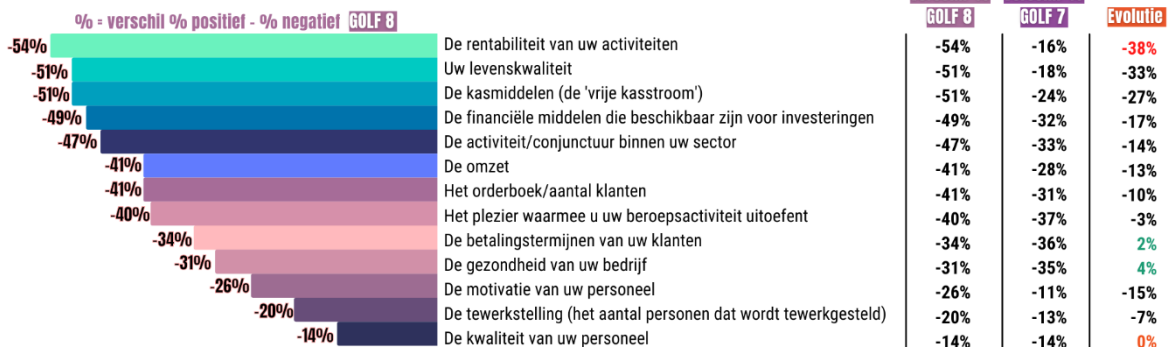 % = verschil % positief - % negatief GOLF 8 GOLF 8 GOLF 7 Evolutie
-54% De rentabiliteit van uw activiteiten -54% -16% -38%
-51% Uw levenskwaliteit -51% -18% -33%
-51% De kasmiddelen (de 'vrije kasstroom') -51% -24% -27%
-49% De financiële middelen die beschikbaar zijn voor investeringen -49% -32% -17%
-47% De activiteit/conjunctuur binnen uw sector -47% -33% -14%
-41% De omzet -41% -28% -13%
-41% Het orderboek/aantal klanten -41% -31% -10%
-40% Het plezier waarmee u uw beroepsactiviteit uitoefent -40% -37% -3%
-34% De betalingstermijnen van uw klanten -34% -36% 2%
-31% De gezondheid van uw bedrijf -31% -35% 4%
-26% De motivatie van uw personeel -26% -11% -15%
-20% De tewerkstelling (het aantal personen dat wordt tewerkgesteld) -20% -13% -7%
-14% De kwaliteit van uw personeel -14% -14% 0%